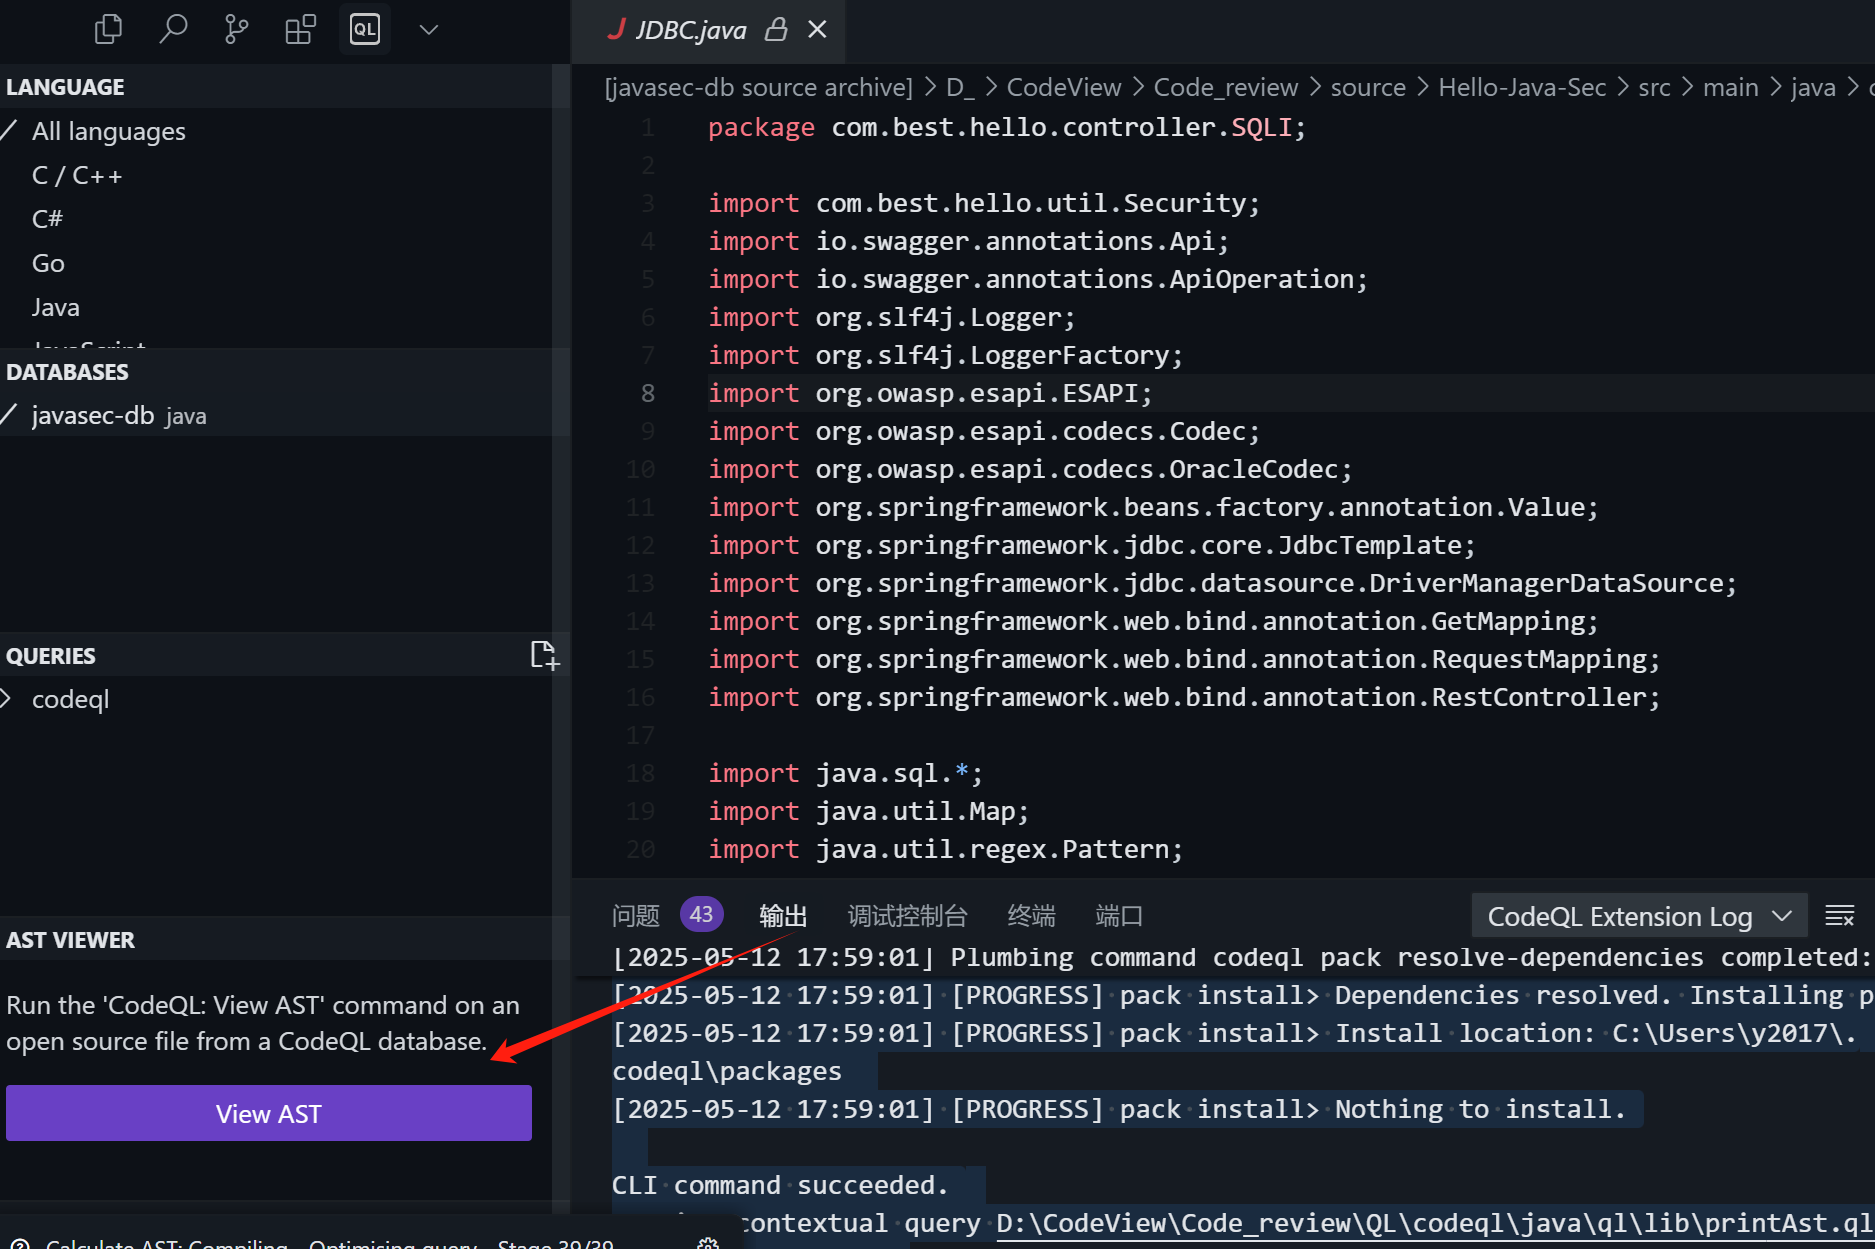 QL
JDBC.java
LANGUAGE
All languages
C / C++
C#
Go
Java
JavaScript
DATABASES
javasec-db java
QUERIES
codeql
AST VIEWER
Run the 'CodeQL: View AST' command on an
open source file from a CodeQL database.
View AST
Calculate AST: Compiling Optimising query Stage 39/39
[javasec-db source archive] > D_ > CodeView > Code_review > source > Hello-Java-Sec > src > main > java >
1 package com.best.hello.controller.SQLI;
2
3 import com.best.hello.util.Security;
4 import io.swagger.annotations.Api;
5 import io.swagger.annotations.ApiOperation;
6 import org.slf4j.Logger;
7 import org.slf4j.LoggerFactory;
8 import org.owasp.esapi.ESAPI;
9 import org.owasp.esapi.codecs.Codec;
10 import org.owasp.esapi.codecs.OracleCodec;
11 import org.springframework.beans.factory.annotation.Value;
12 import org.springframework.jdbc.core.JdbcTemplate;
13 import org.springframework.jdbc.datasource.DriverManagerDataSource;
14 import org.springframework.web.bind.annotation.GetMapping;
15 import org.springframework.web.bind.annotation.RequestMapping;
16 import org.springframework.web.bind.annotation.RestController;
17
18 import java.sql.*;
19 import java.util.Map;
20 import java.util.regex.Pattern;
问题 43 输出 调试控制台 终端 端口 CodeQL Extension Log
[2025-05-12 17:59:01] Plumbing command codeql pack resolve-dependencies completed:
[2025-05-12 17:59:01] [PROGRESS] pack install> Dependencies resolved. Installing p
[2025-05-12 17:59:01] [PROGRESS] pack install> Install location: C:\Users\y2017\.
codeql\packages
[2025-05-12 17:59:01] [PROGRESS] pack install> Nothing to install.
CLI command succeeded.
contextual query D:\CodeView\Code_review\QL\codeql\java\ql\lib\printAst.ql